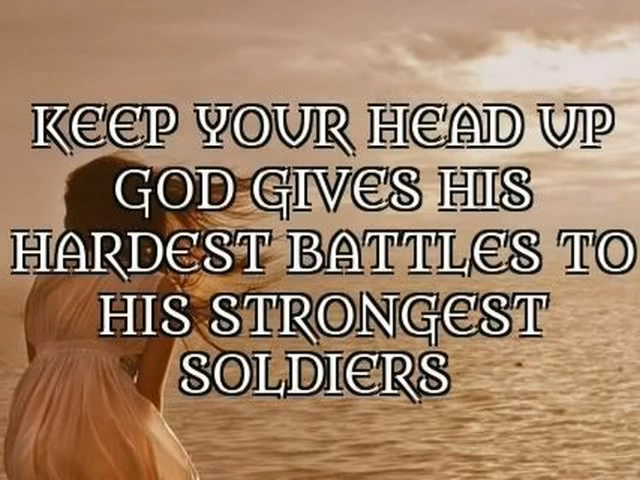 KEEP YOUR HEAD UP
GOD GIVES HIS
HARDEST BATTLES TO
HIS STRONGEST
SOLDIERS